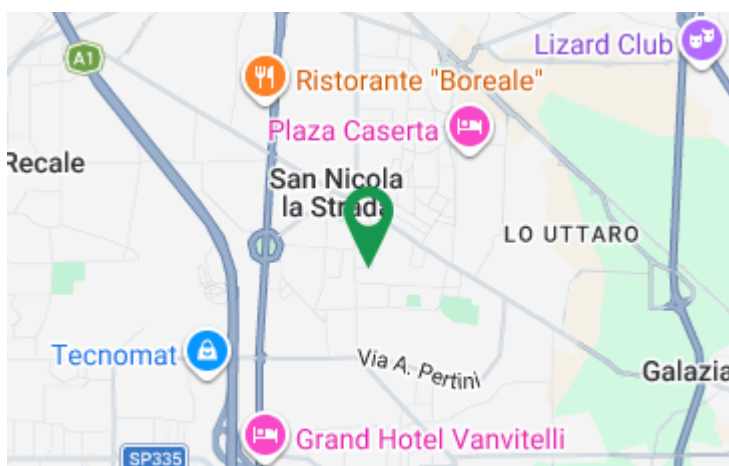 Lizard Club
A1
Ristorante "Boreale"
Plaza Caserta
Recale
San Nicola
la Strada
LO UTTARO
Tecnomat
Via A. Pertini
Galazia
Grand Hotel Vanvitelli
SP335